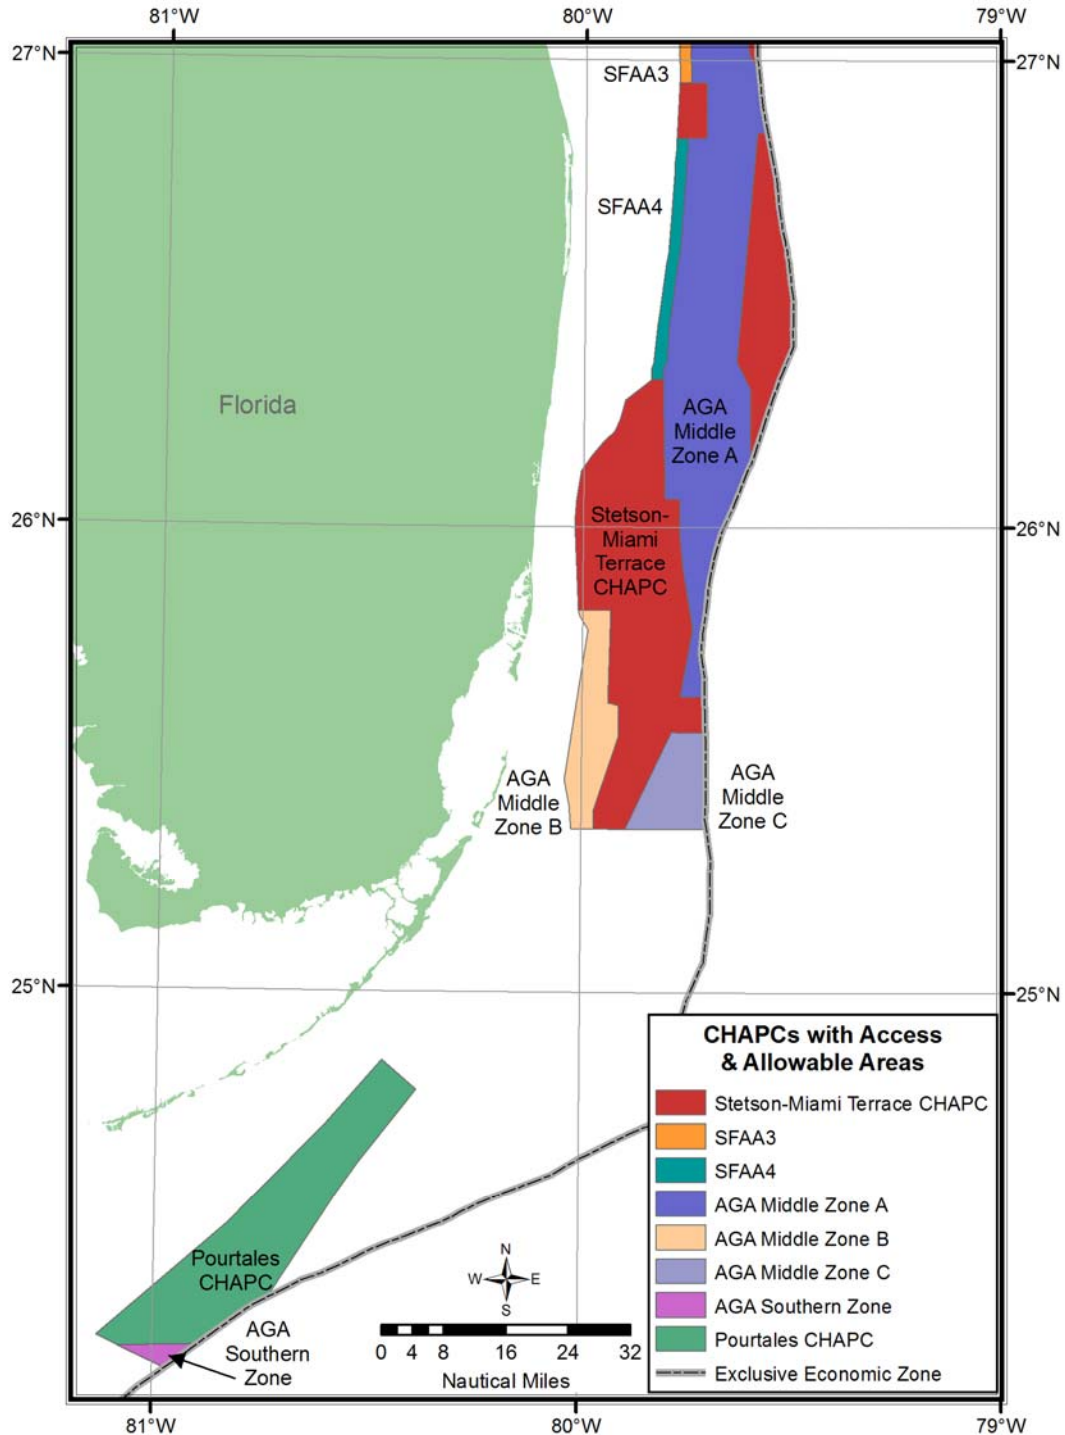 81°W 80°W 79°W
27°N 27°N
SFAA3
SFAA4
Florida
AGA
Middle
Zone A
26°N 26°N
Stetson-
Miami
Terrace
CHAPC
AGA
Middle
Zone B
AGA
Middle
Zone C
25°N 25°N
CHAPCs with Access
& Allowable Areas
Stetson-Miami Terrace CHAPC
SFAA3
SFAA4
AGA Middle Zone A
AGA Middle Zone B
AGA Middle Zone C
AGA Southern Zone
Pourtales CHAPC
Exclusive Economic Zone
Pourtales
CHAPC
AGA
Southern
Zone
N
W E
S
0 4 8 16 24 32
Nautical Miles
81°W 80°W 79°W